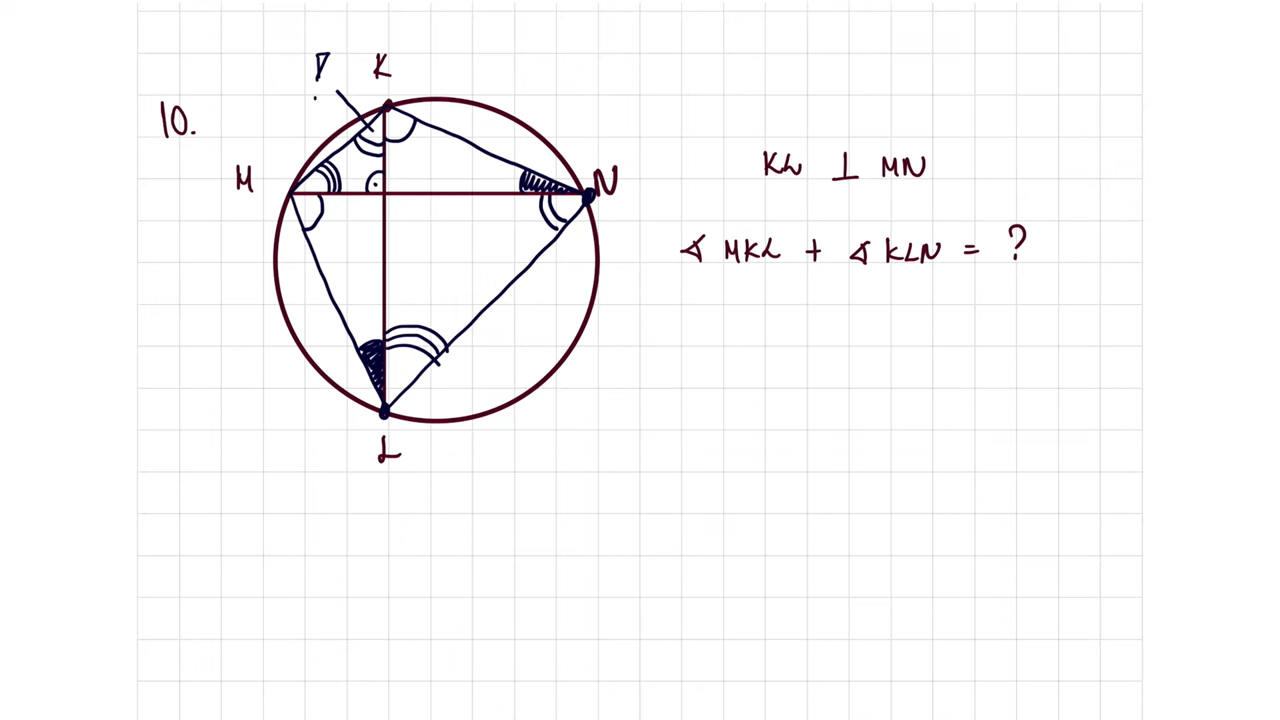 ? K
10.
M
N
KL ⊥ MN
∢ MKL + ∢ KLN = ?
L